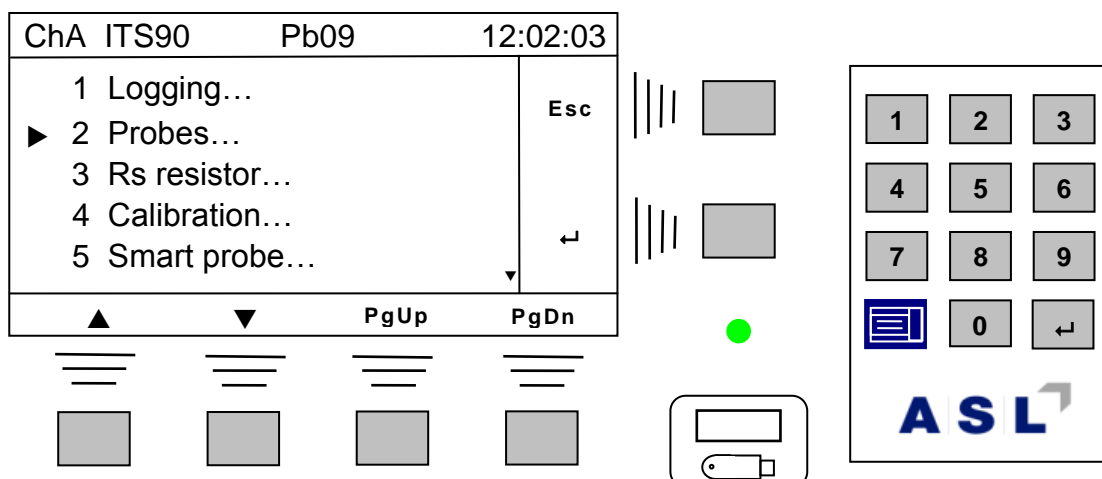 ChA ITS90 Pb09 12:02:03
1 Logging…
▶ 2 Probes…
3 Rs resistor…
4 Calibration…
5 Smart probe…
Esc
↵
▲ ▼ PgUp PgDn
1 2 3
4 5 6
7 8 9
0 ↵
ASL